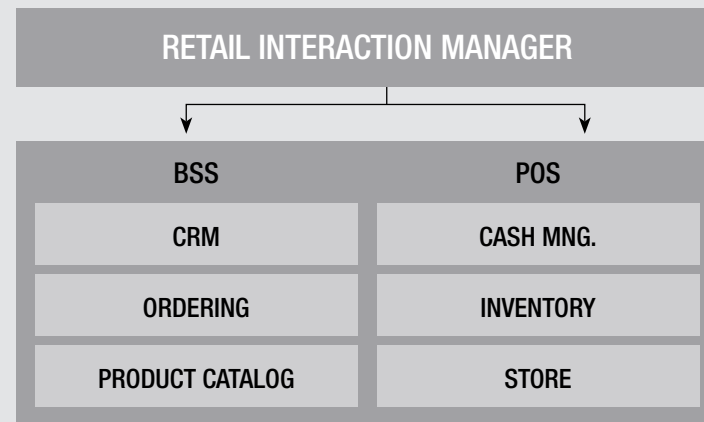 RETAIL INTERACTION MANAGER
BSS
POS
CRM
CASH MNG.
ORDERING
INVENTORY
PRODUCT CATALOG
STORE